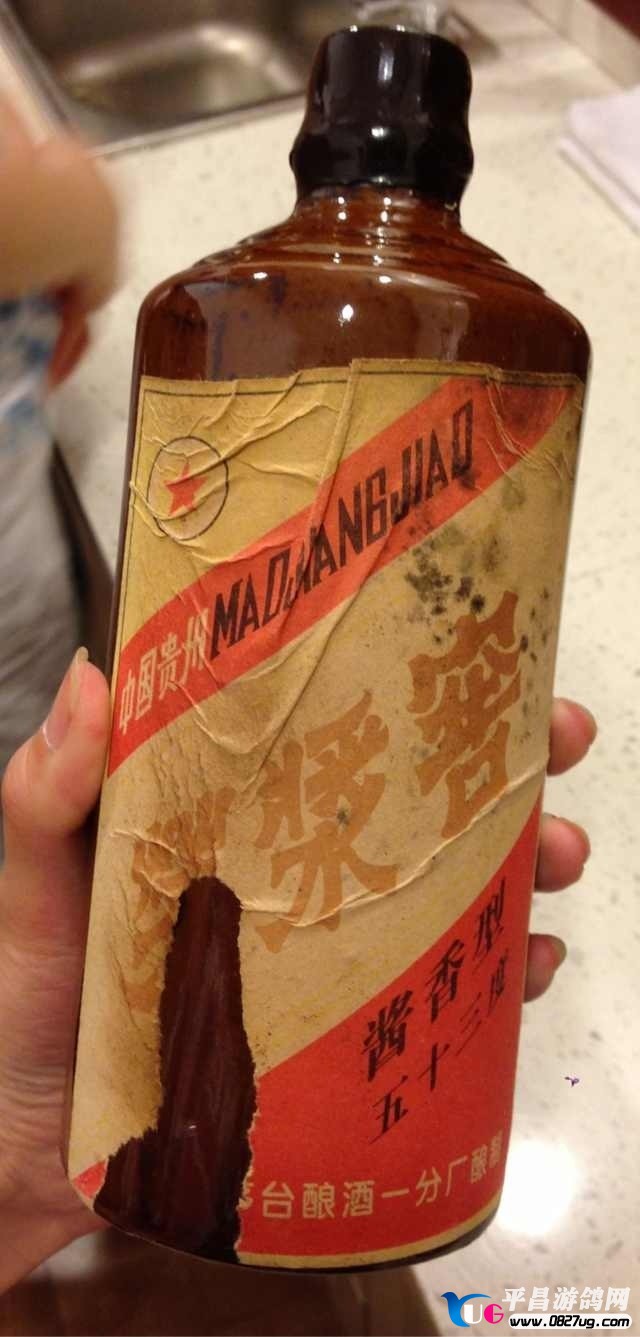 中国贵州 MAOJIANGJIAO
浆窖
酱香型
五十三度
台酿酒一分厂酿制
UG 平昌游鸽网
www.0827ug.com